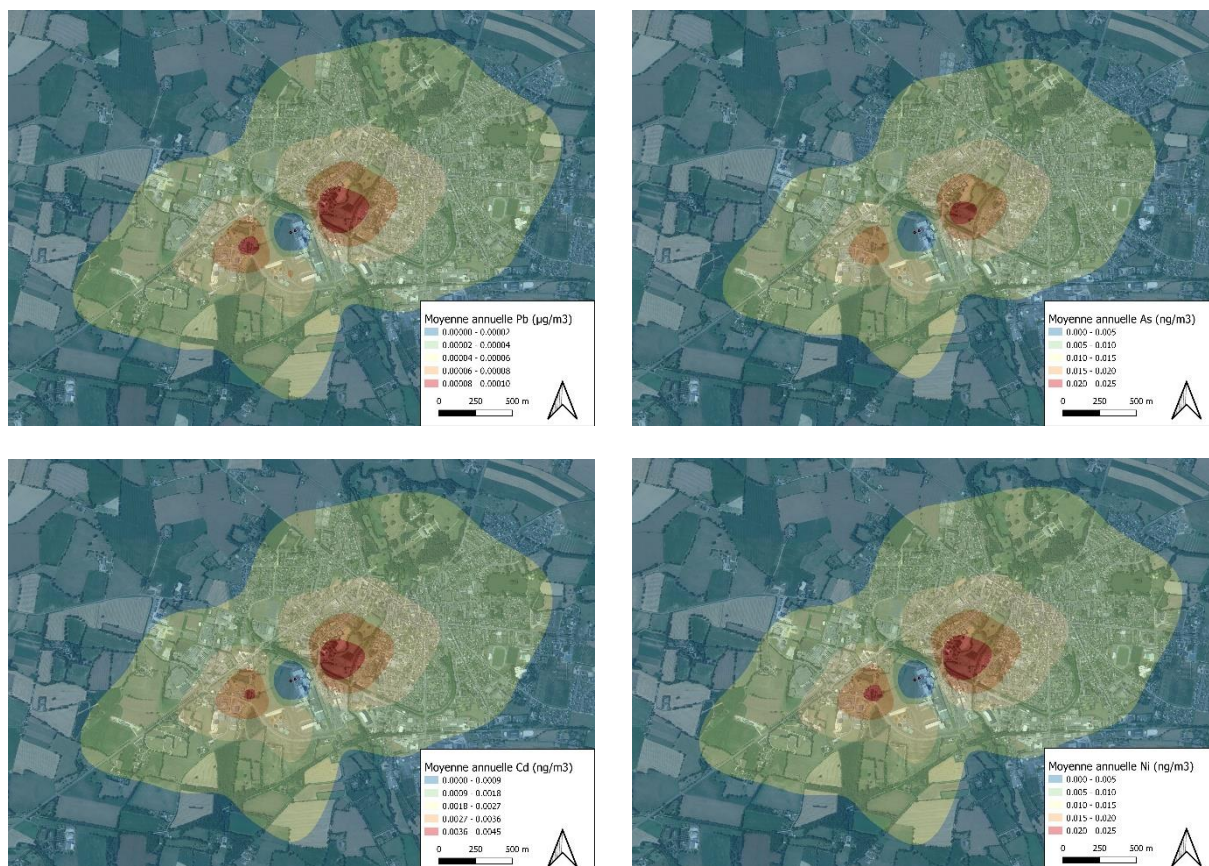 Moyenne annuelle Pb (µg/m3)
0.00000 - 0.00002
0.00002 - 0.00004
0.00004 - 0.00006
0.00006 - 0.00008
0.00008 0.00010
0 250 500 m
Moyenne annuelle As (ng/m3)
0.000 - 0.005
0.005 - 0.010
0.010 - 0.015
0.015 - 0.020
0.020 0.025
0 250 500 m
Moyenne annuelle Cd (ng/m3)
0.0000 - 0.0009
0.0009 - 0.0018
0.0018 - 0.0027
0.0027 - 0.0036
0.0036 0.0045
0 250 500 m
Moyenne annuelle Ni (ng/m3)
0.000 - 0.005
0.005 - 0.010
0.010 - 0.015
0.015 - 0.020
0.020 - 0.025
0 250 500 m